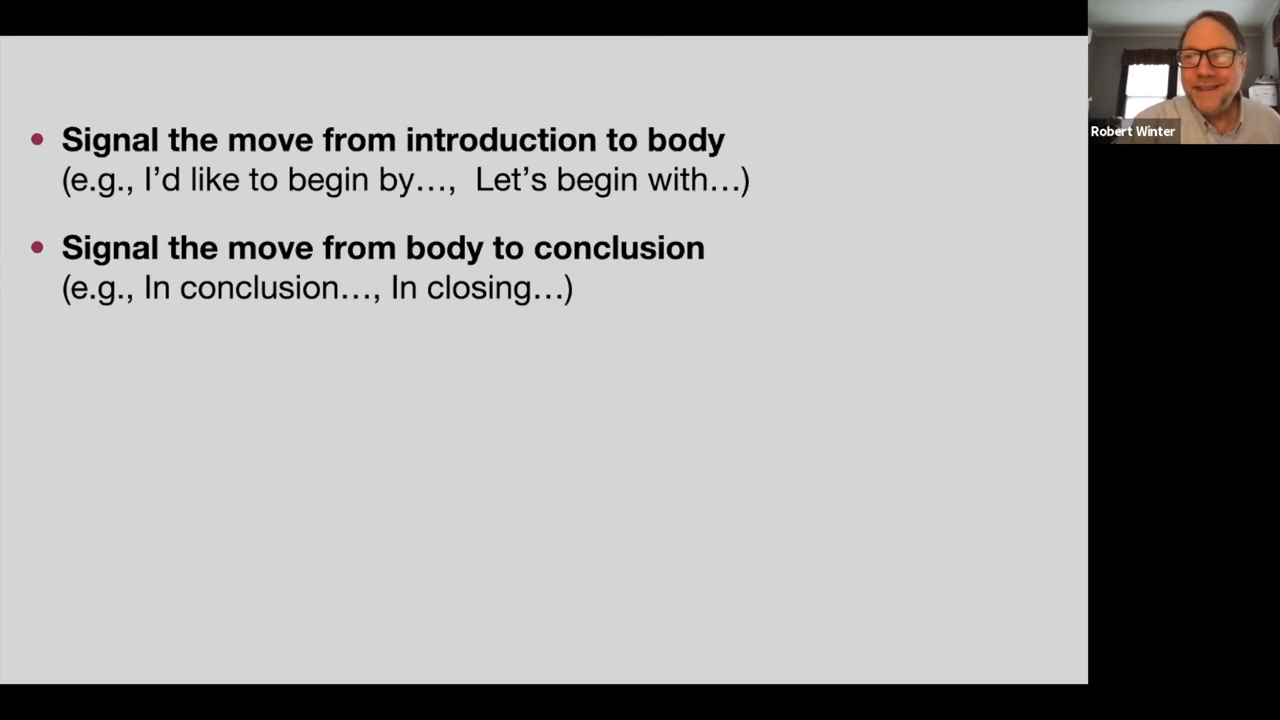 • Signal the move from introduction to body
(e.g., I’d like to begin by…,  Let’s begin with…)
• Signal the move from body to conclusion
(e.g., In conclusion…, In closing…)
Robert Winter